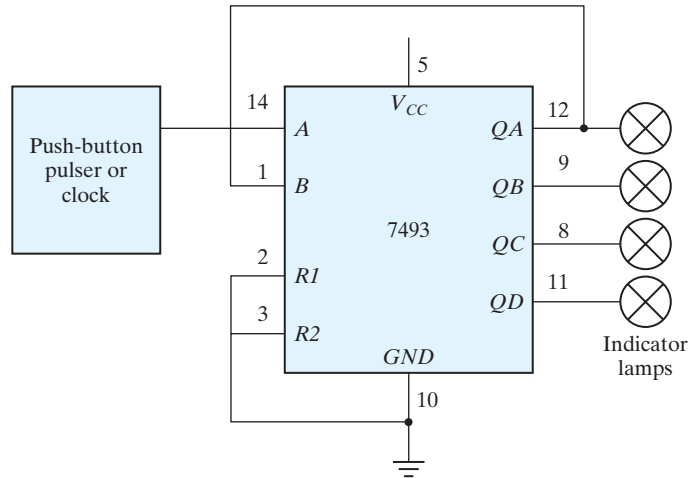 5
14
V_CC
12
A
QA
Push-button
pulser or
clock
1
9
B
QB
7493
8
QC
2
R1
11
QD
3
R2
GND
Indicator
lamps
10